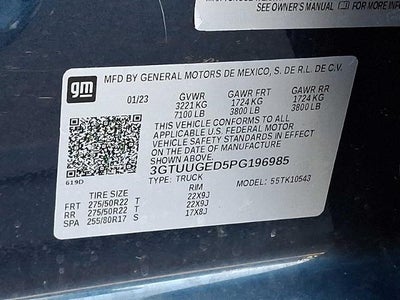 SEE OWNER'S MANUAL FOR MORE
gm
MFD BY GENERAL MOTORS DE MEXICO, S. DE R.L. DE C.V.
01/23 GVWR GAWR FRT GAWR RR
3221 KG 1724 KG 1724 KG
7100 LB 3800 LB 3800 LB
THIS VEHICLE CONFORMS TO ALL
APPLICABLE U.S. FEDERAL MOTOR
VEHICLE SAFETY STANDARDS IN EFFECT
ON THE DATE OF MANUFACTURE SHOWN
ABOVE.
3GTUUGED5PG196985
619D TYPE: TRUCK MODEL: 55TK10543
TIRE SIZE RIM
FRT 275/50R22 T 22X9J
RR 275/50R22 T 22X9J
SPA 255/80R17 S 17X8J